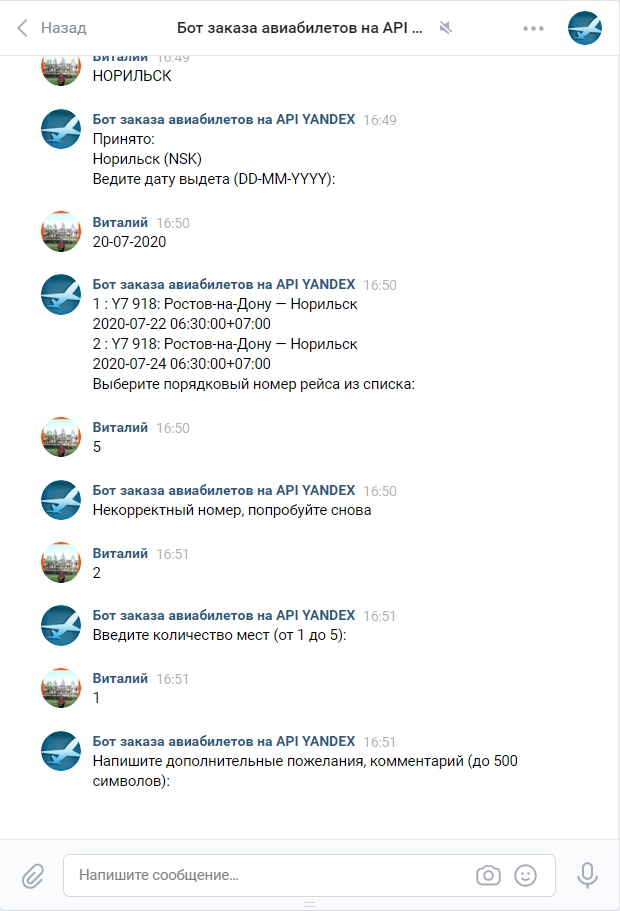 Назад
Бот заказа авиабилетов на API ...
Виталий 16:49
НОРИЛЬСК
Бот заказа авиабилетов на API YANDEX 16:49
Принято:
Норильск (NSK)
Ведите дату выдета (DD-MM-YYYY):
Виталий 16:50
20-07-2020
Бот заказа авиабилетов на API YANDEX 16:50
1 : Y7 918: Ростов-на-Дону — Норильск
2020-07-22 06:30:00+07:00
2 : Y7 918: Ростов-на-Дону — Норильск
2020-07-24 06:30:00+07:00
Выберите порядковый номер рейса из списка:
Виталий 16:50
5
Бот заказа авиабилетов на API YANDEX 16:50
Некорректный номер, попробуйте снова
Виталий 16:51
2
Бот заказа авиабилетов на API YANDEX 16:51
Введите количество мест (от 1 до 5):
Виталий 16:51
1
Бот заказа авиабилетов на API YANDEX 16:51
Напишите дополнительные пожелания, комментарий (до 500
символов):
Напишите сообщение...